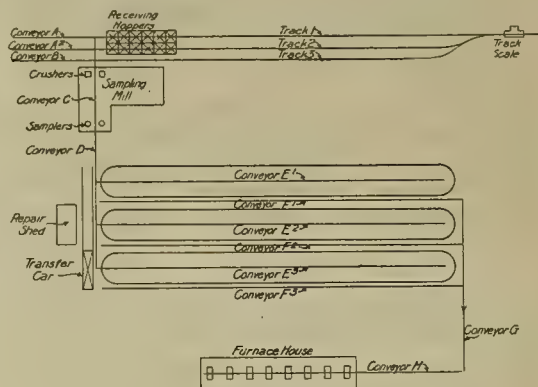 Receiving
Hoppers
Conveyor A
Track 1
Conveyor A²
Track 2
Conveyor B
Track 3
Track
Scale
Crushers
Sampling
Mill
Conveyor C
Samplers
Conveyor D
Conveyor E¹
Conveyor F¹
Repair
Shed
Conveyor E²
Conveyor F²
Transfer
Car
Conveyor E³
Conveyor F³
Conveyor G
Furnace House
Conveyor H